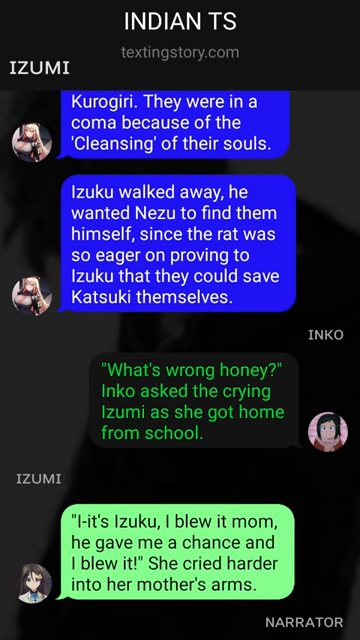 INDIAN TS
textingstory.com
IZUMI
Kurogiri. They were in a
coma because of the
'Cleansing' of their souls.
Izuku walked away, he
wanted Nezu to find them
himself, since the rat was
so eager on proving to
Izuku that they could save
Katsuki themselves.
INKO
"What's wrong honey?"
Inko asked the crying
Izumi as she got home
from school.
IZUMI
"I-it's Izuku, I blew it mom,
he gave me a chance and
I blew it!" She cried harder
into her mother's arms.
NARRATOR